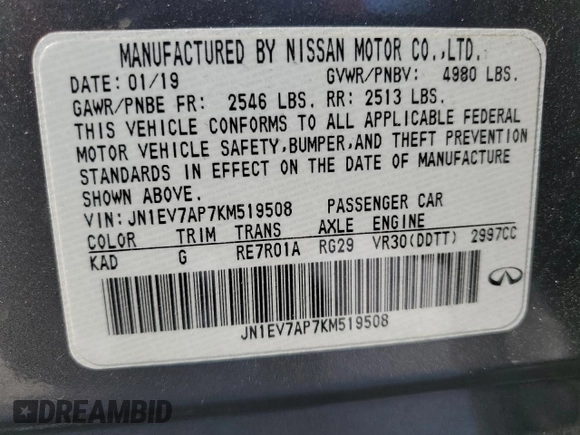 MANUFACTURED BY NISSAN MOTOR CO.,LTD.
DATE: 01/19 GVWR/PNBV: 4980 LBS.
GAWR/PNBE FR: 2546 LBS. RR: 2513 LBS.
THIS VEHICLE CONFORMS TO ALL APPLICABLE FEDERAL
MOTOR VEHICLE SAFETY,BUMPER,AND THEFT PREVENTION
STANDARDS IN EFFECT ON THE DATE OF MANUFACTURE
SHOWN ABOVE.
VIN: JN1EV7AP7KM519508 PASSENGER CAR
COLOR TRIM TRANS AXLE ENGINE
KAD G RE7R01A RG29 VR30(DDTT) 2997CC
JN1EV7AP7KM519508
DREAMBID